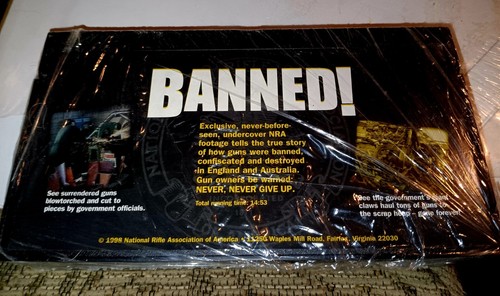 BANNED!
Exclusive, never-before-
seen, undercover NRA
footage tells the true story
of how guns were banned,
confiscated and destroyed
in England and Australia.
Gun owners be warned:
NEVER, NEVER GIVE UP.
Total running time: 14:53
See surrendered guns
blowtorched and cut to
pieces by government officials.
See the government's giant
claws haul tons of guns to
the scrap heap – gone forever!
© 1998 National Rifle Association of America • 11250 Waples Mill Road, Fairfax, Virginia 22030